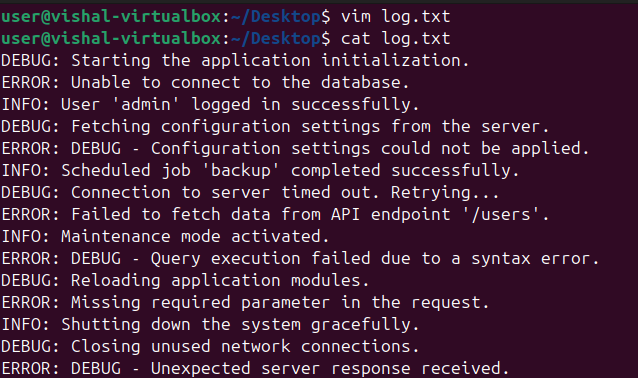 user@vishal-virtualbox:~/Desktop$ vim log.txt
user@vishal-virtualbox:~/Desktop$ cat log.txt
DEBUG: Starting the application initialization.
ERROR: Unable to connect to the database.
INFO: User 'admin' logged in successfully.
DEBUG: Fetching configuration settings from the server.
ERROR: DEBUG - Configuration settings could not be applied.
INFO: Scheduled job 'backup' completed successfully.
DEBUG: Connection to server timed out. Retrying...
ERROR: Failed to fetch data from API endpoint '/users'.
INFO: Maintenance mode activated.
ERROR: DEBUG - Query execution failed due to a syntax error.
DEBUG: Reloading application modules.
ERROR: Missing required parameter in the request.
INFO: Shutting down the system gracefully.
DEBUG: Closing unused network connections.
ERROR: DEBUG - Unexpected server response received.